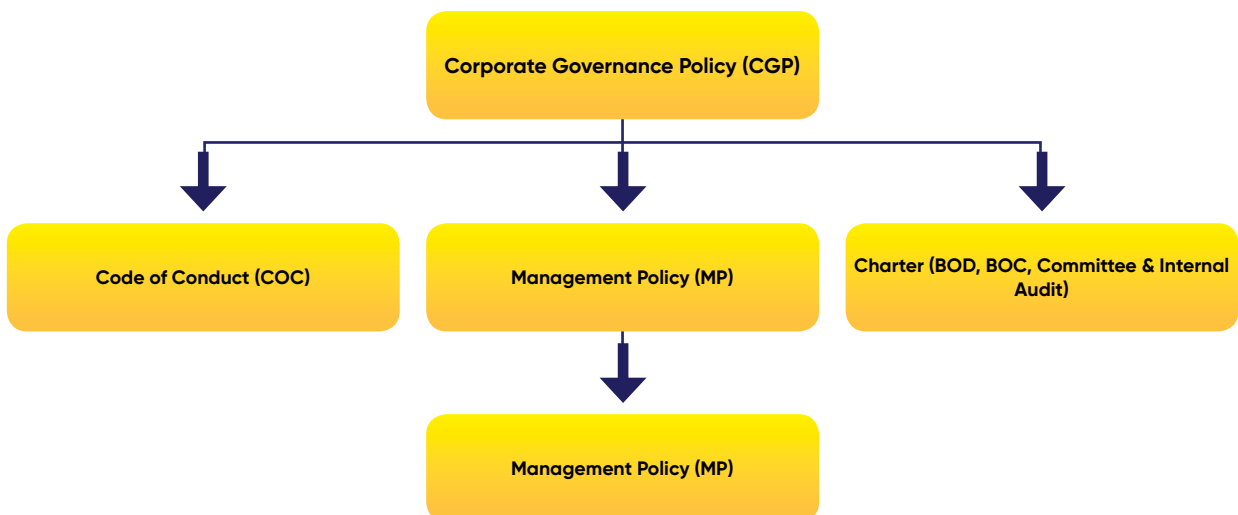 Corporate Governance Policy (CGP)
Code of Conduct (COC)
Management Policy (MP)
Charter (BOD, BOC, Committee & Internal
Audit)
Management Policy (MP)